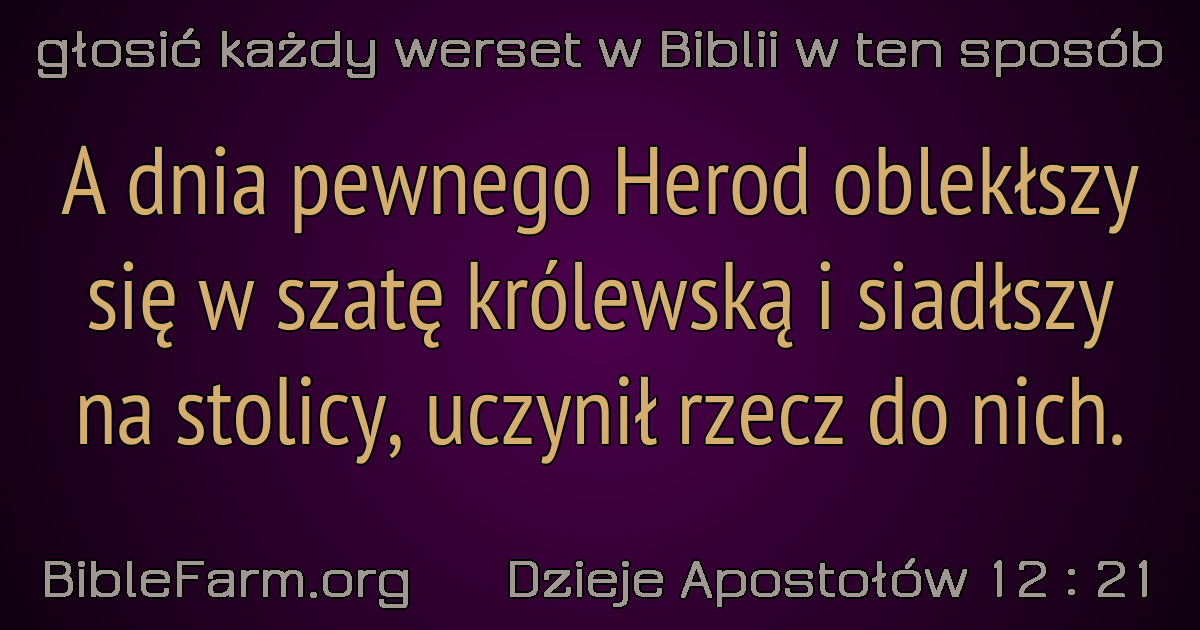 głosić każdy werset w Biblii w ten sposób
A dnia pewnego Herod oblekłszy
się w szatę królewską i siadłszy
na stolicy, uczynił rzecz do nich.
BibleFarm.org Dzieje Apostołów 12 : 21